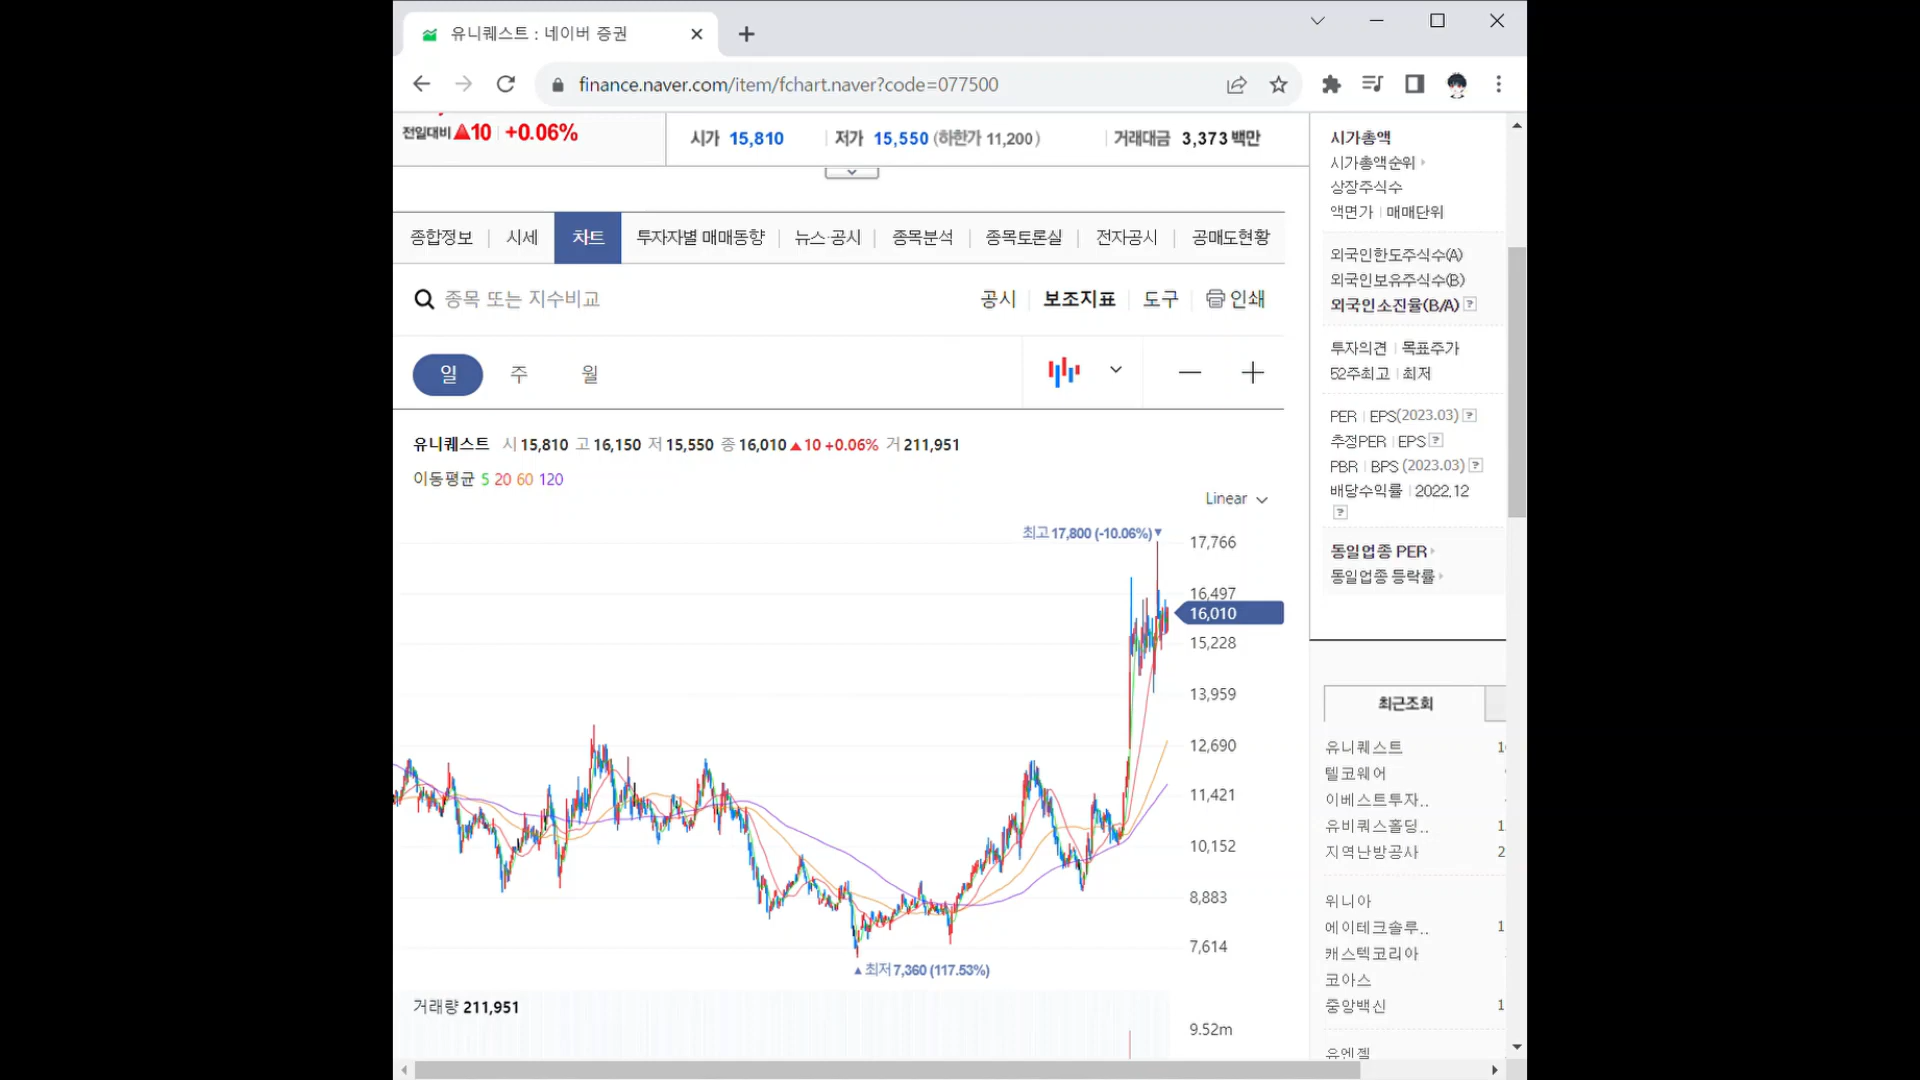 유니퀘스트 : 네이버 증권
finance.naver.com/item/fchart.naver?code=077500
전일대비 ▲10 +0.06%
시가 15,810 저가 15,550 (하한가 11,200) 거래대금 3,373 백만
종합정보 시세 차트 투자자별 매매동향 뉴스·공시 종목분석 종목토론실 전자공시 공매도현황
종목 또는 지수비교 공시 보조지표 도구 인쇄
일 주 월
유니퀘스트 시 15,810 고 16,150 저 15,550 종 16,010 ▲10 +0.06% 거 211,951
이동평균 5 20 60 120
Linear
최고 17,800 (-10.06%) ▼
17,766
16,497
16,010
15,228
13,959
12,690
11,421
10,152
8,883
7,614
▲ 최저 7,360 (117.53%)
거래량 211,951
9.52m
시가총액
시가총액순위
상장주식수
액면가 | 매매단위
외국인한도주식수(A)
외국인보유주식수(B)
외국인소진율(B/A) ?
투자의견 | 목표주가
52주최고 | 최저
PER | EPS(2023.03) ?
추정PER | EPS ?
PBR | BPS (2023.03) ?
배당수익률 | 2022.12
?
동일업종 PER
동일업종 등락률
최근조회
유니퀘스트
텔코웨어
이베스트투자..
유비쿼스홀딩..
지역난방공사 2
위니아
에이테크솔루.. 1
캐스텍코리아
코아스
중앙백신 1
유엔젤